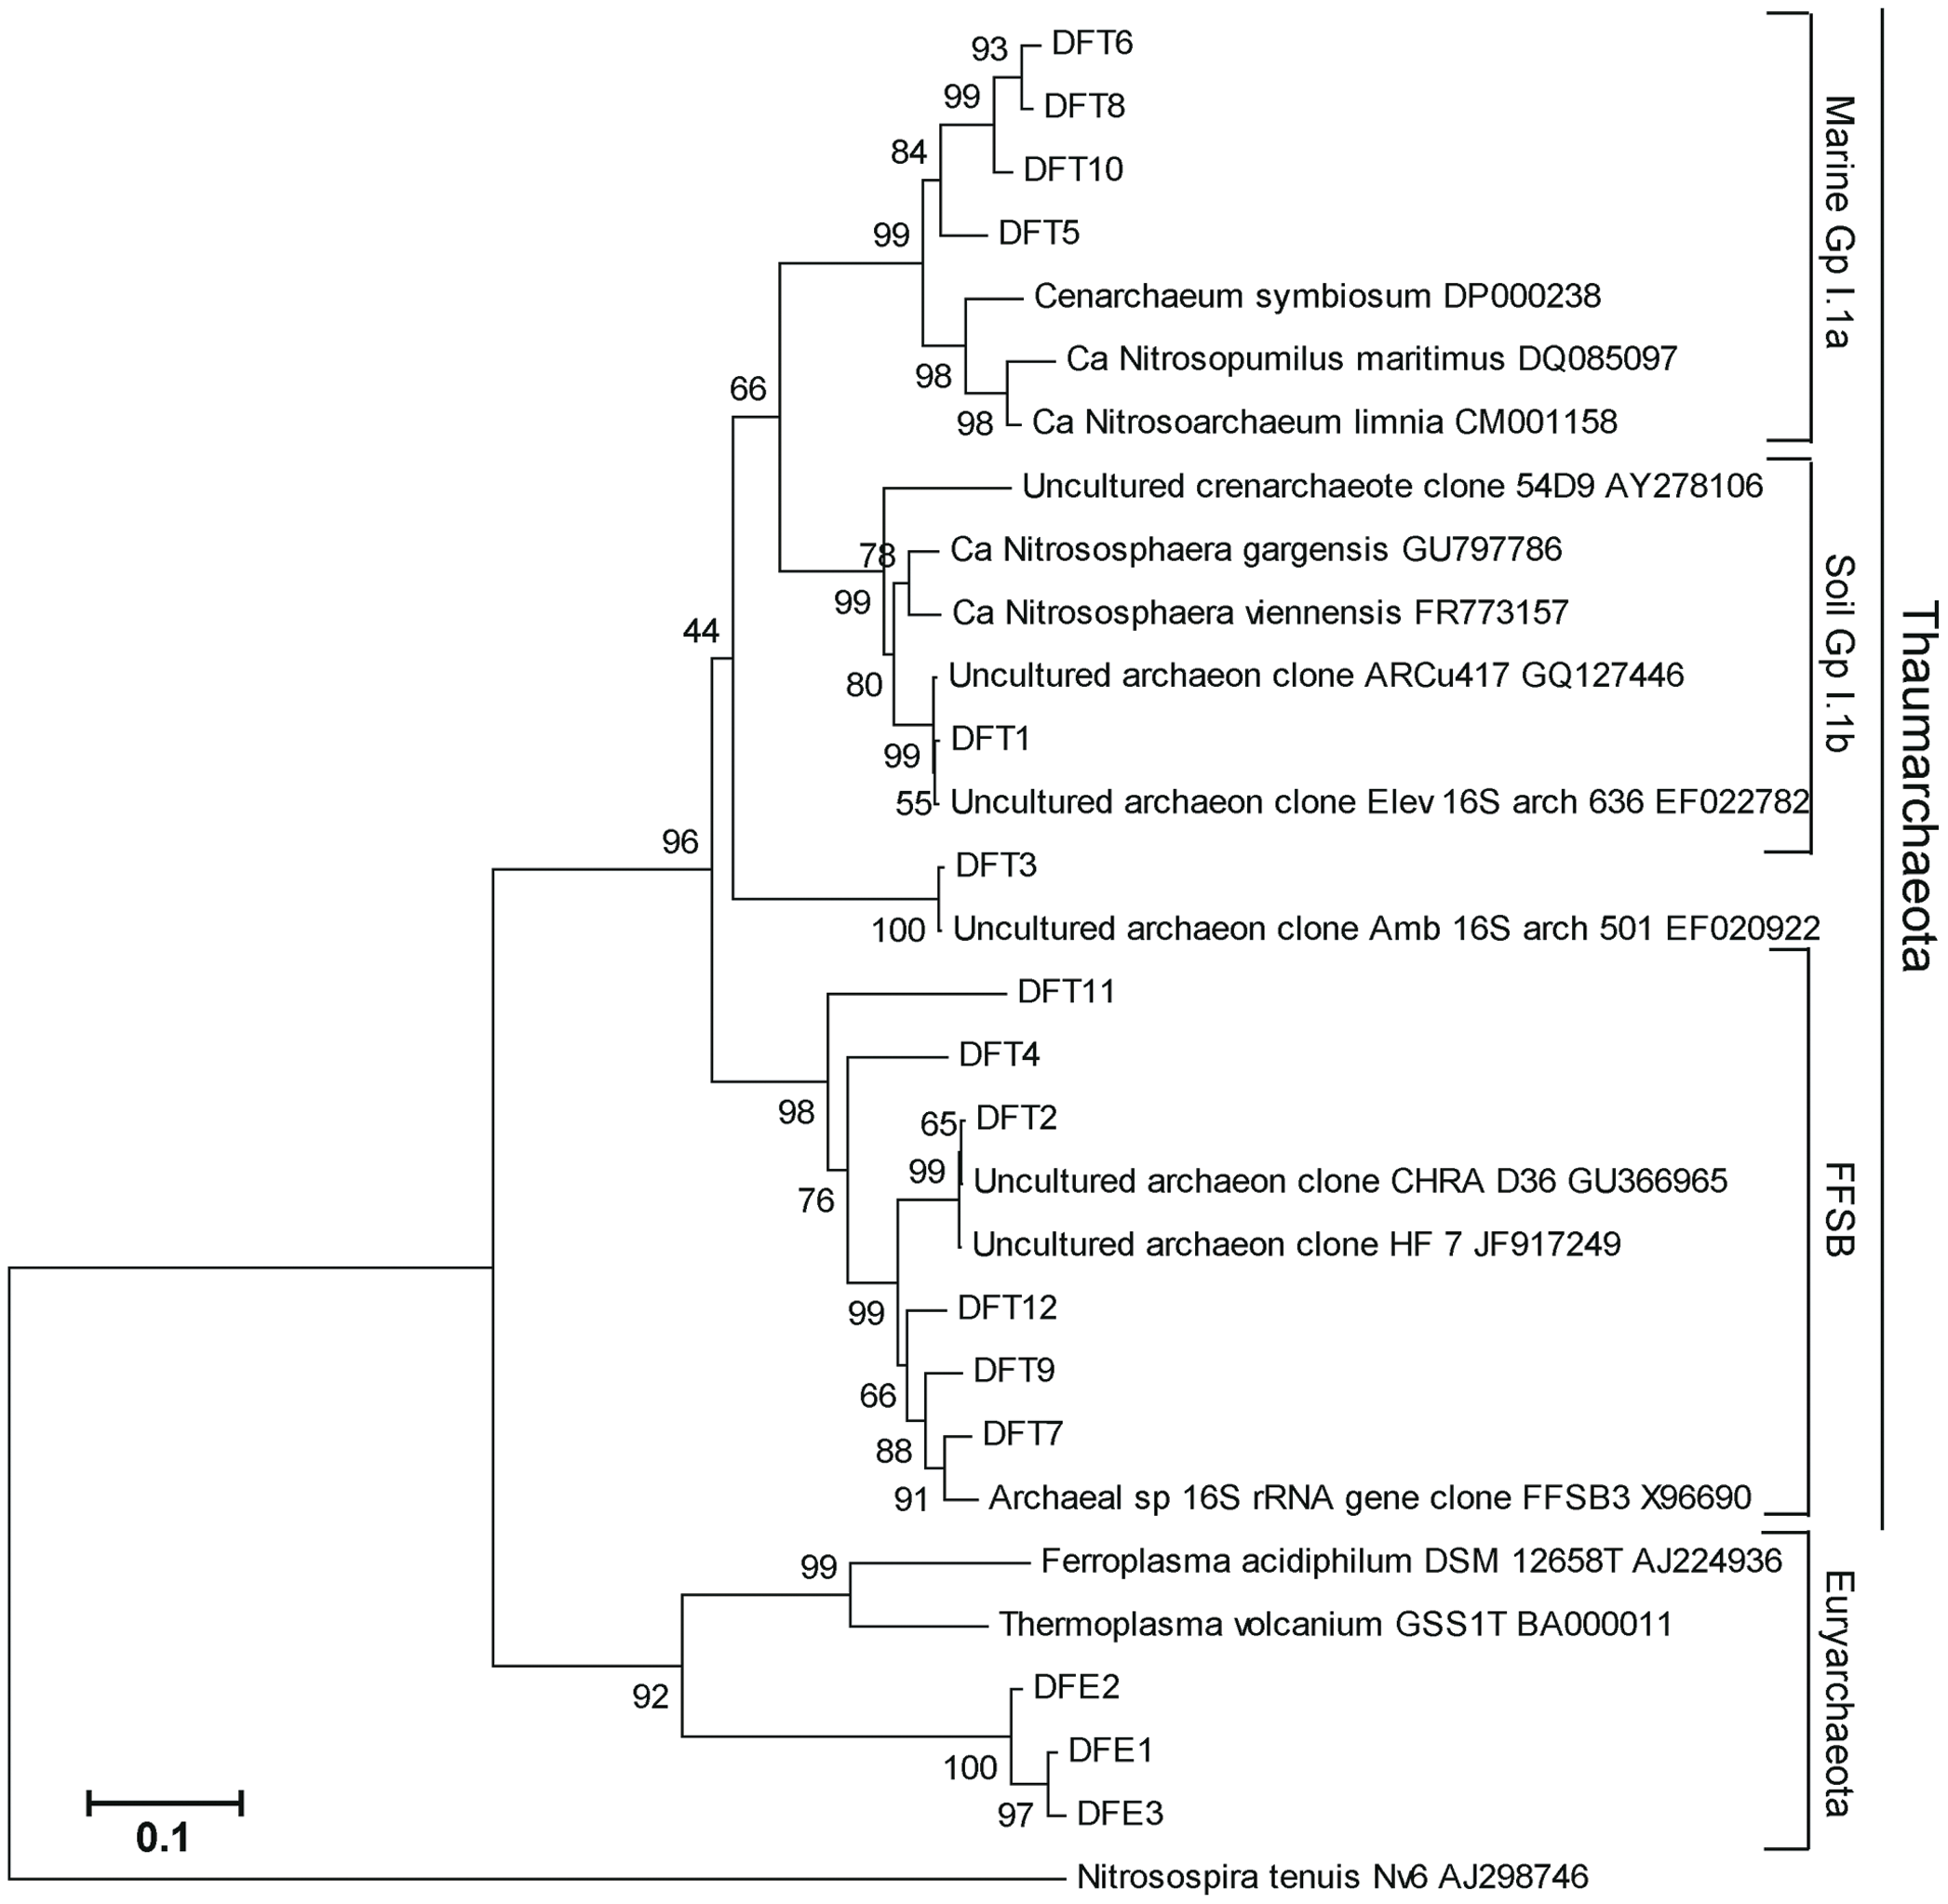 93
DFT6
99
DFT8
84
DFT10
99
DFT5
Cenarchaeum symbiosum DP000238
Ca Nitrosopumilus maritimus DQ085097
98
Ca Nitrosoarchaeum limnia CM001158
98
66
Marine Gp I.1a
Uncultured crenarchaeote clone 54D9 AY278106
78
Ca Nitrososphaera gargensis GU797786
99
Ca Nitrososphaera viennensis FR773157
44
80
Uncultured archaeon clone ARCu417 GQ127446
DFT1
99
55
Uncultured archaeon clone Elev 16S arch 636 EF022782
Soil Gp I.1b
Thaumarchaeota
96
DFT3
100
Uncultured archaeon clone Amb 16S arch 501 EF020922
DFT11
DFT4
98
65
DFT2
99
Uncultured archaeon clone CHRA D36 GU366965
76
Uncultured archaeon clone HF 7 JF917249
FFSB
99
DFT12
DFT9
66
DFT7
88
91
Archaeal sp 16S rRNA gene clone FFSB3 X96690
99
Ferroplasma acidiphilum DSM 12658T AJ224936
Thermoplasma volcanium GSS1T BA000011
92
DFE2
DFE1
100
97
DFE3
Euryarchaeota
0.1
Nitrosospira tenuis Nv6 AJ298746